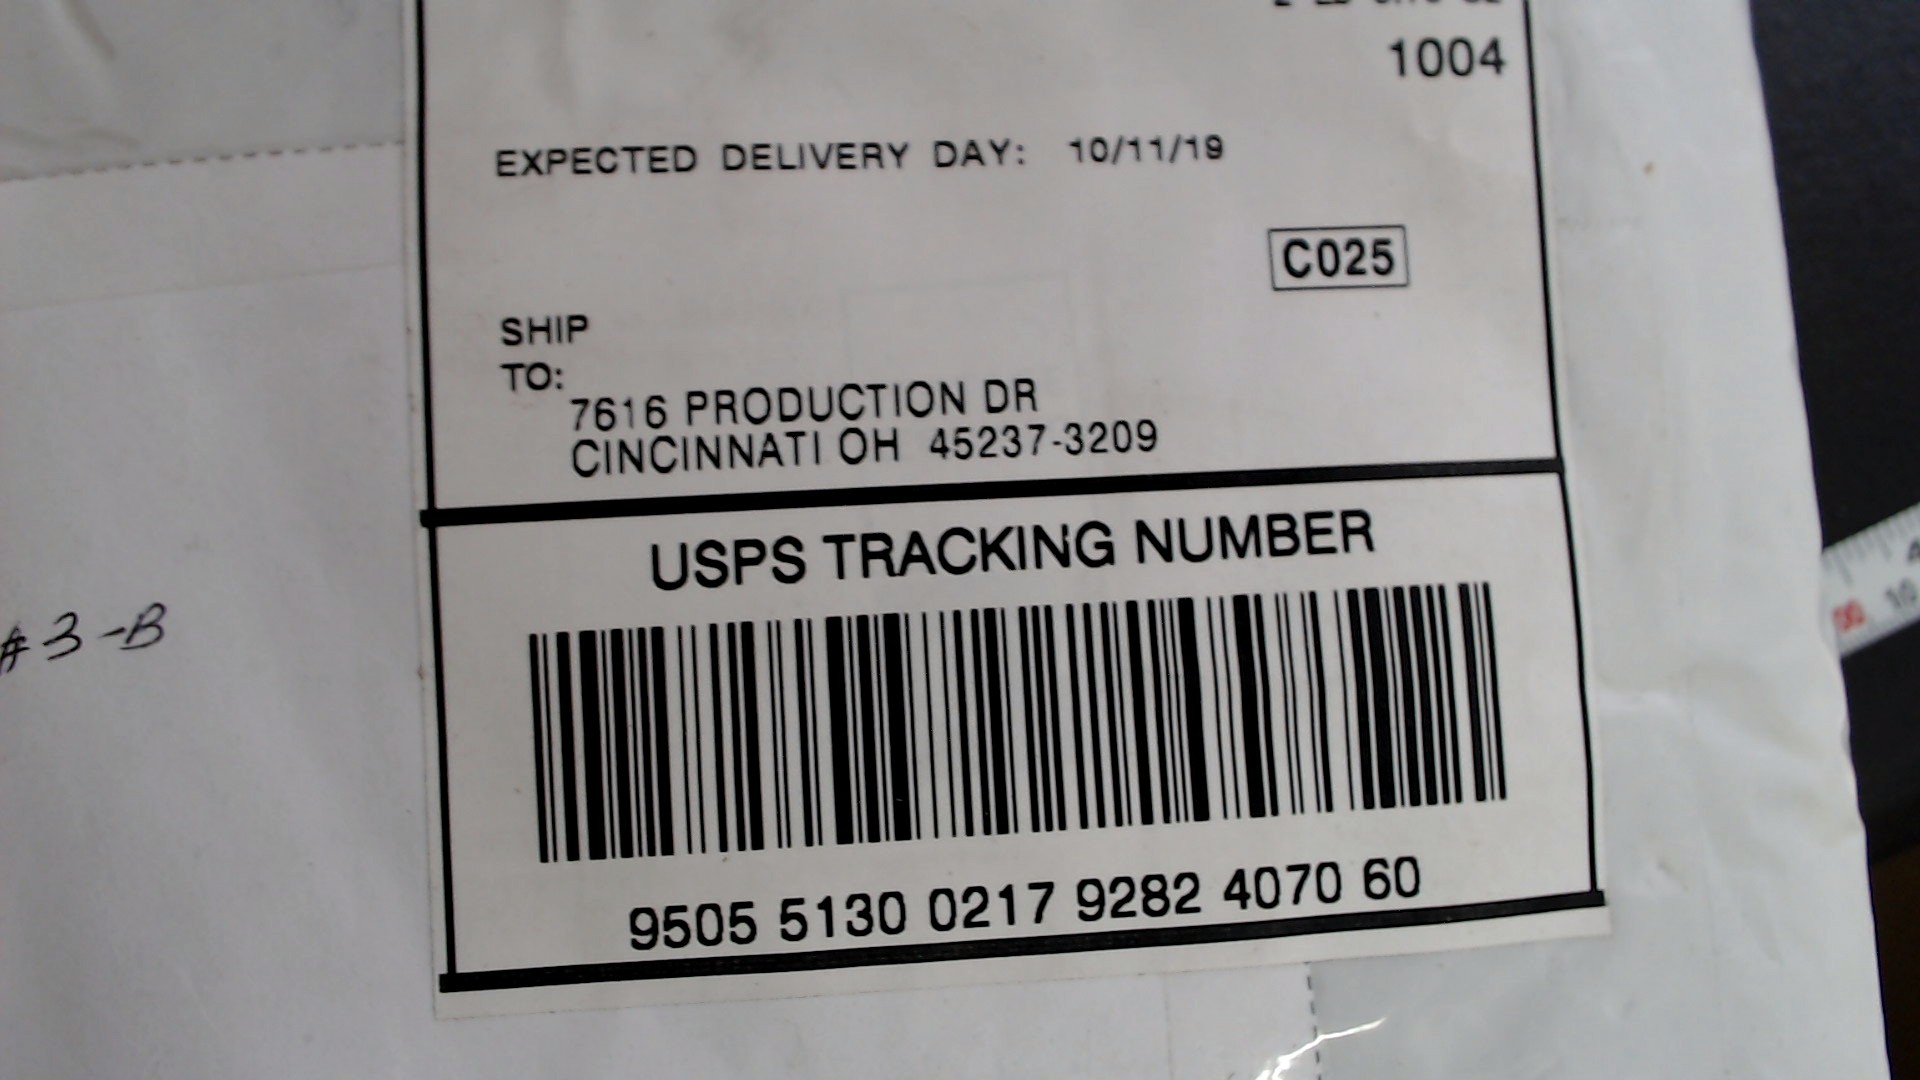 1004
EXPECTED DELIVERY DAY: 10/11/19
C025
SHIP
TO:
7616 PRODUCTION DR
CINCINNATI OH 45237-3209
USPS TRACKING NUMBER
#3-B
9505 5130 0217 9282 4070 60
10